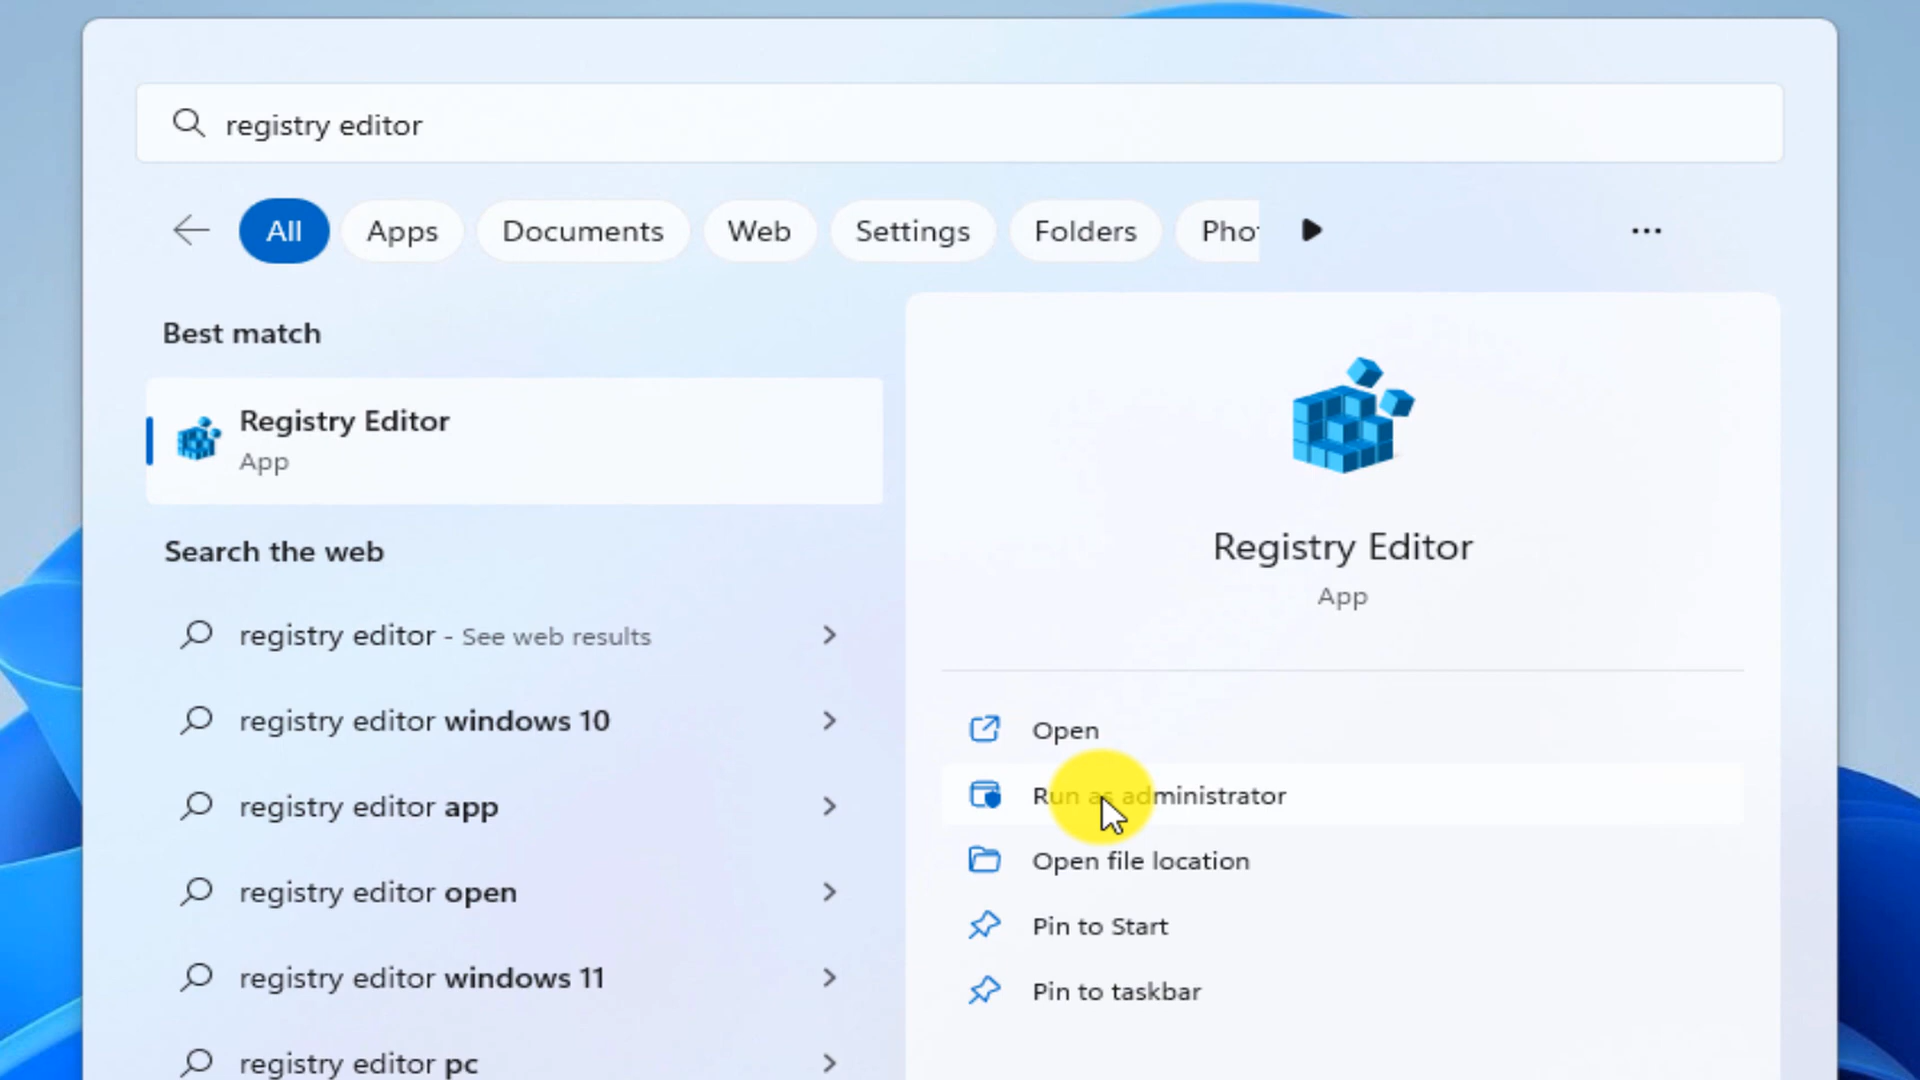 registry editor
All Apps Documents Web Settings Folders Pho
Best match
Registry Editor
App
Search the web
registry editor - See web results
registry editor windows 10
registry editor app
registry editor open
registry editor windows 11
registry editor pc
Registry Editor
App
Open
Run as administrator
Open file location
Pin to Start
Pin to taskbar